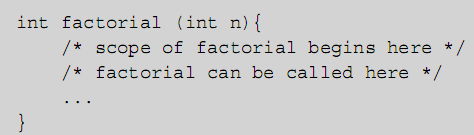 int factorial (int n){
/* scope of factorial begins here */
/* factorial can be called here */
...
}